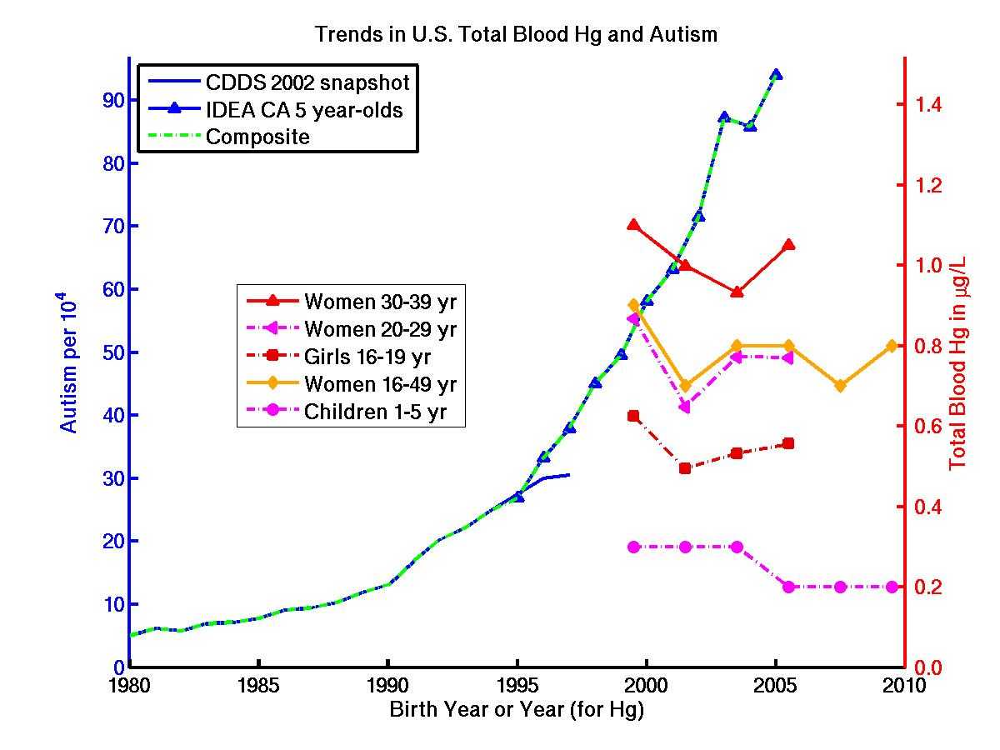 Trends in U.S. Total Blood Hg and Autism
CDDS 2002 snapshot
IDEA CA 5 year-olds
Composite
90
80
70
60
50
40
30
20
10
0
Autism per 10⁴
Women 30-39 yr
Women 20-29 yr
Girls 16-19 yr
Women 16-49 yr
Children 1-5 yr
1.4
1.2
1.0
0.8
0.6
0.4
0.2
0.0
Total Blood Hg in μg/L
1980 1985 1990 1995 2000 2005 2010
Birth Year or Year (for Hg)